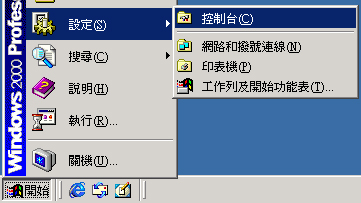 設定(S)
搜尋(C)
說明(H)
執行(R)...
關機(U)...
控制台(C)
網路和撥號連線(N)
印表機(P)
工作列及開始功能表(T)...
Windows 2000 Profes
開始